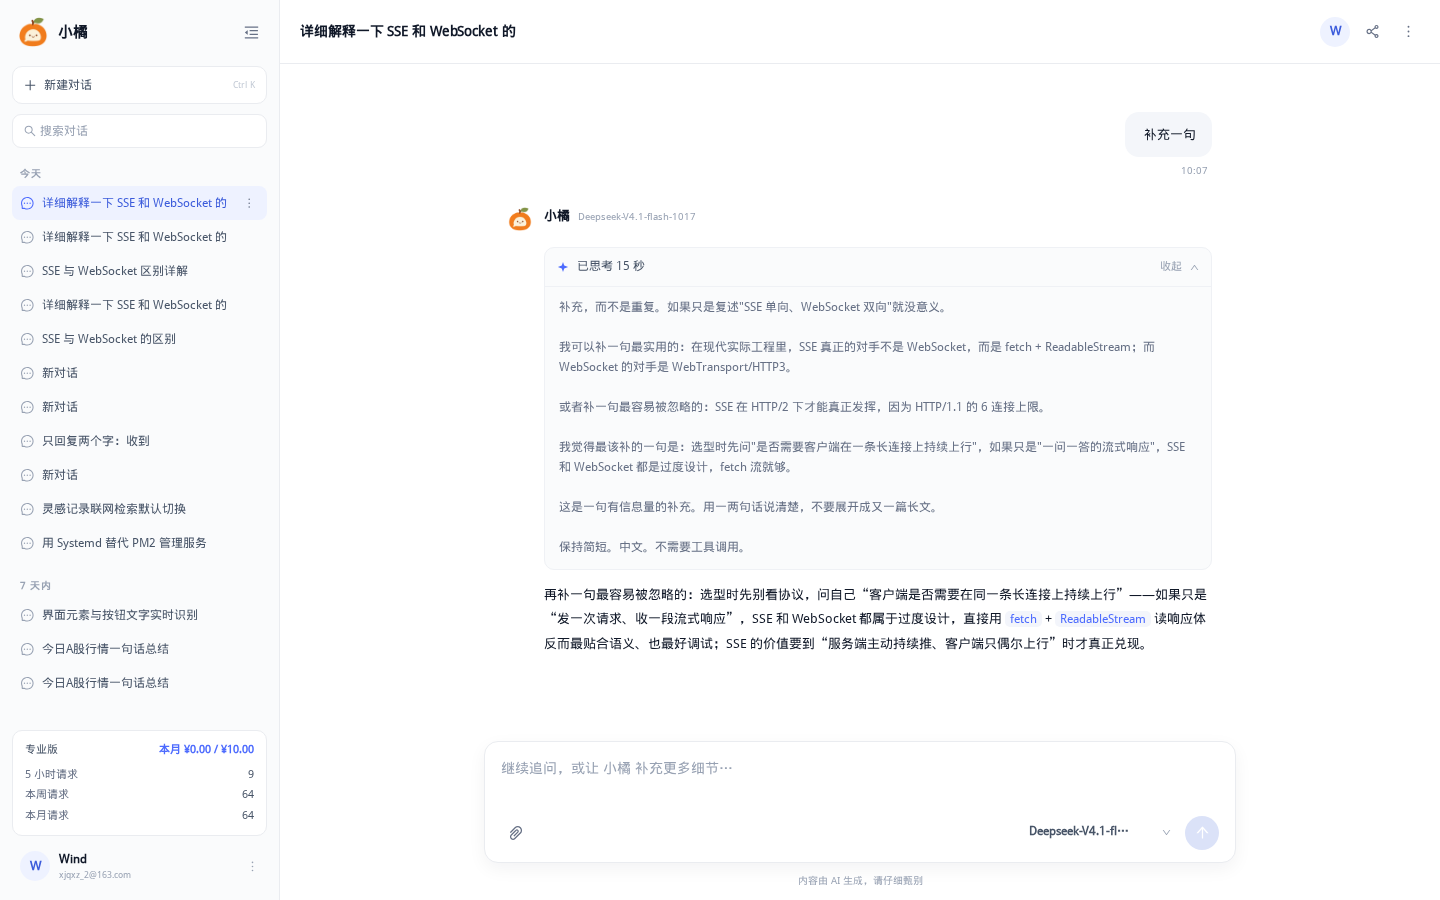 小橘
新建对话
Ctrl K
搜索对话
今天
详细解释一下 SSE 和 WebSocket 的
详细解释一下 SSE 和 WebSocket 的
SSE 与 WebSocket 区别详解
详细解释一下 SSE 和 WebSocket 的
SSE 与 WebSocket 的区别
新对话
新对话
只回复两个字：收到
新对话
灵感记录联网检索默认切换
用 Systemd 替代 PM2 管理服务
7 天内
界面元素与按钮文字实时识别
今日A股行情一句话总结
今日A股行情一句话总结
专业版 本月 ¥0.00 / ¥10.00
5 小时请求 9
本周请求 64
本月请求 64
W
Wind
xjqxz_2@163.com
详细解释一下 SSE 和 WebSocket 的
W
补充一句
10:07
小橘 Deepseek-V4.1-flash-1017
已思考 15 秒
收起
补充，而不是重复。如果只是复述"SSE 单向、WebSocket 双向"就没意义。
我可以补一句最实用的：在现代实际工程里，SSE 真正的对手不是 WebSocket，而是 fetch + ReadableStream；而
WebSocket 的对手是 WebTransport/HTTP3。
或者补一句最容易被忽略的：SSE 在 HTTP/2 下才能真正发挥，因为 HTTP/1.1 的 6 连接上限。
我觉得最该补的一句是：选型时先问"是否需要客户端在一条长连接上持续上行"，如果只是"一问一答的流式响应"，SSE
和 WebSocket 都是过度设计，fetch 流就够。
这是一句有信息量的补充。用一两句话说清楚，不要展开成又一篇长文。
保持简短。中文。不需要工具调用。
再补一句最容易被忽略的：选型时先别看协议，问自己“客户端是否需要在同一条长连接上持续上行”——如果只是
“发一次请求、收一段流式响应”，SSE 和 WebSocket 都属于过度设计，直接用 fetch + ReadableStream 读响应体
反而最贴合语义、也最好调试；SSE 的价值要到“服务端主动持续推、客户端只偶尔上行”时才真正兑现。
继续追问，或让 小橘 补充更多细节…
Deepseek-V4.1-fl…
内容由 AI 生成，请仔细甄别